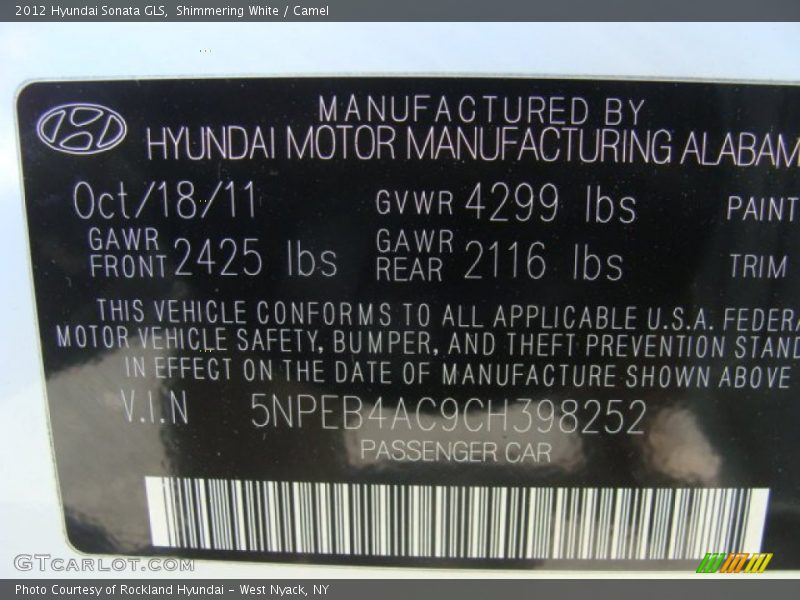 2012 Hyundai Sonata GLS, Shimmering White / Camel
MANUFACTURED BY
HYUNDAI MOTOR MANUFACTURING ALABAM
Oct/18/11 GVWR 4299 lbs PAINT
GAWR FRONT 2425 lbs GAWR REAR 2116 lbs TRIM
THIS VEHICLE CONFORMS TO ALL APPLICABLE U.S.A. FEDERA
MOTOR VEHICLE SAFETY, BUMPER, AND THEFT PREVENTION STAND
IN EFFECT ON THE DATE OF MANUFACTURE SHOWN ABOVE
V.I.N 5NPEB4AC9CH398252
PASSENGER CAR
GTCARLOT.COM
Photo Courtesy of Rockland Hyundai - West Nyack, NY